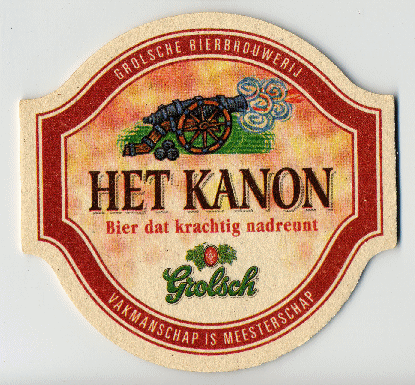 GROLSCHE BIERBROUWERIJ
HET KANON
Bier dat krachtig nadreunt
Grolsch
VAKMANSCHAP IS MEESTERSCHAP